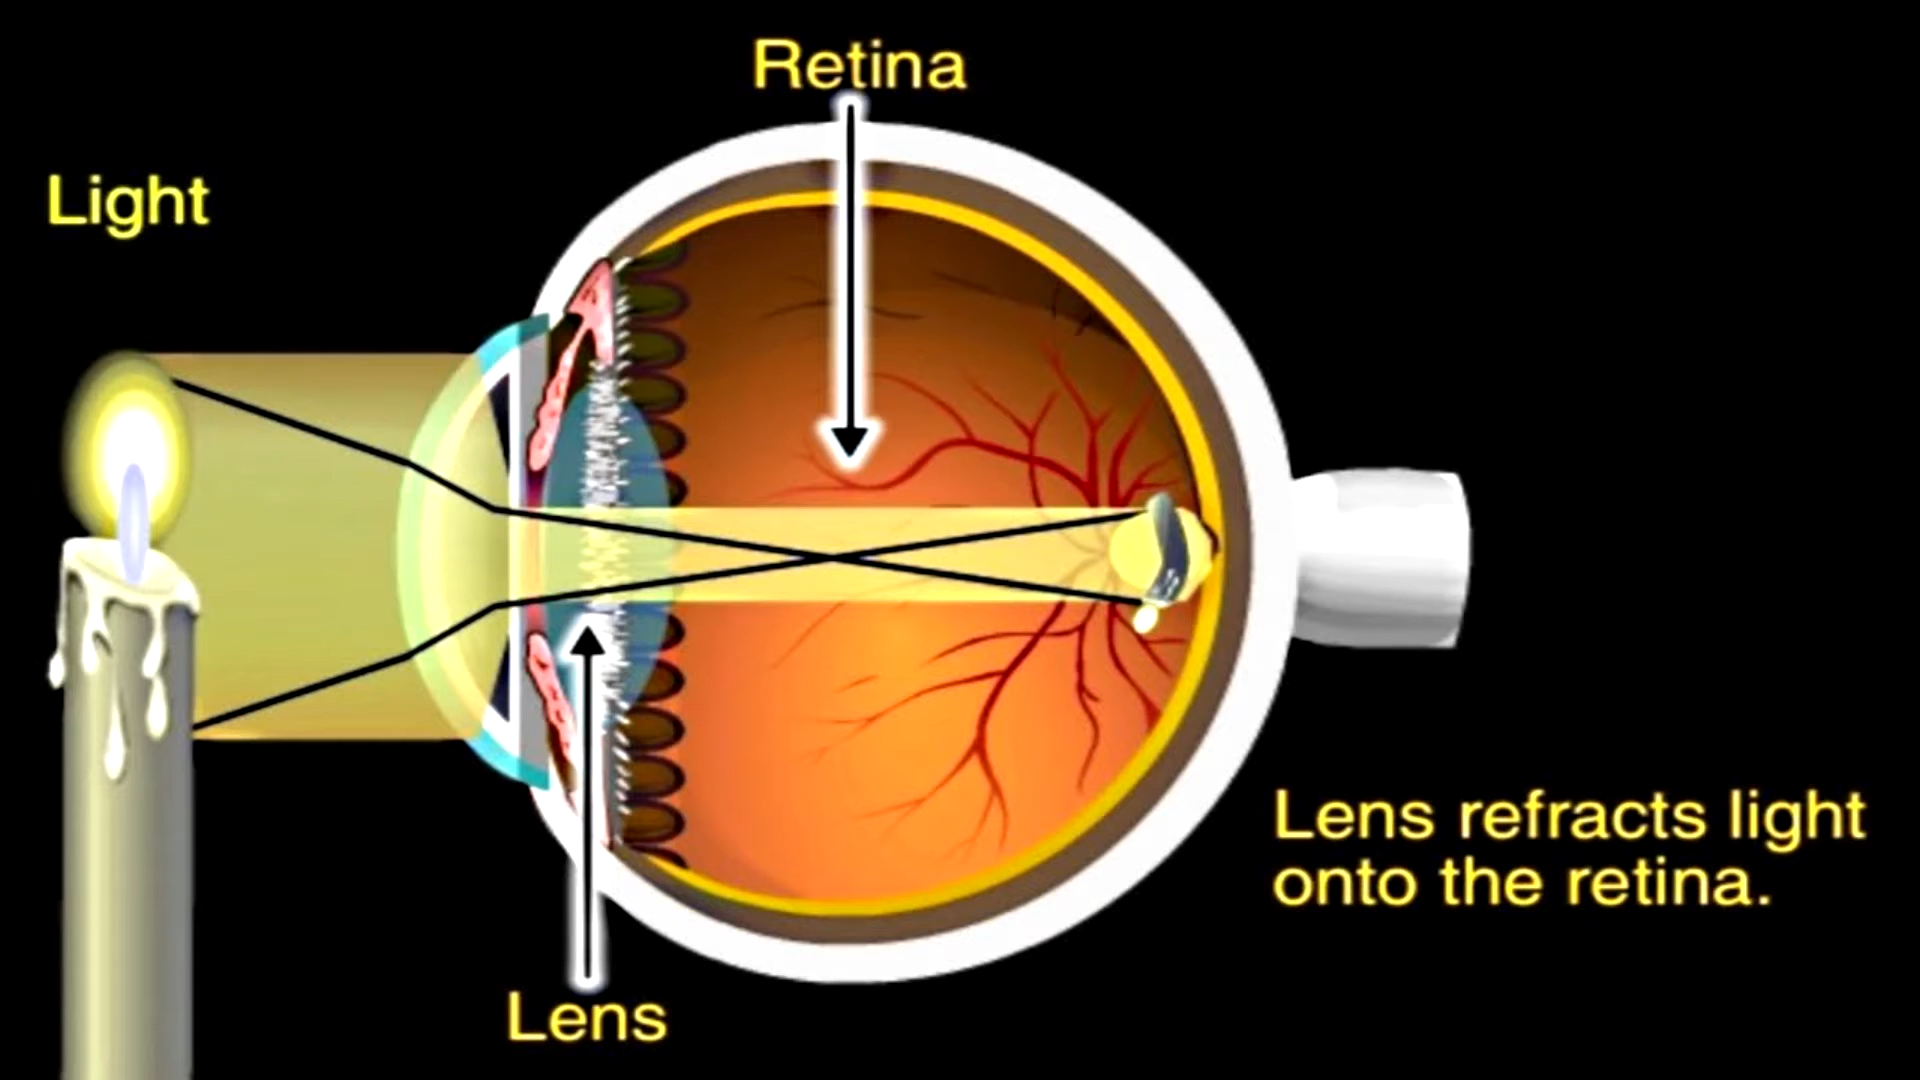 Retina
Light
Lens refracts light
onto the retina.
Lens